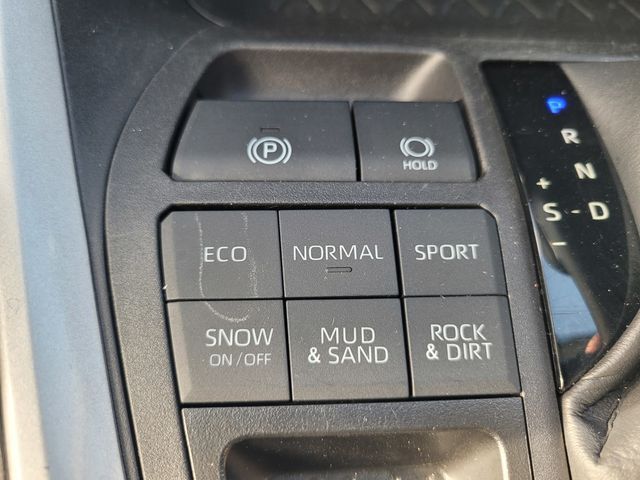 P
HOLD
ECO
NORMAL
SPORT
SNOW
ON/OFF
MUD
& SAND
ROCK
& DIRT
P
R
N
+
S-D
−